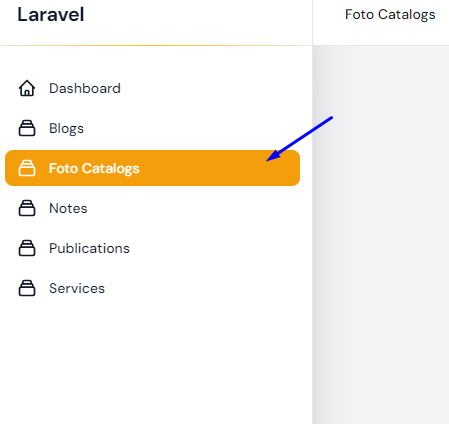 Laravel
Foto Catalogs
Dashboard
Blogs
Foto Catalogs
Notes
Publications
Services